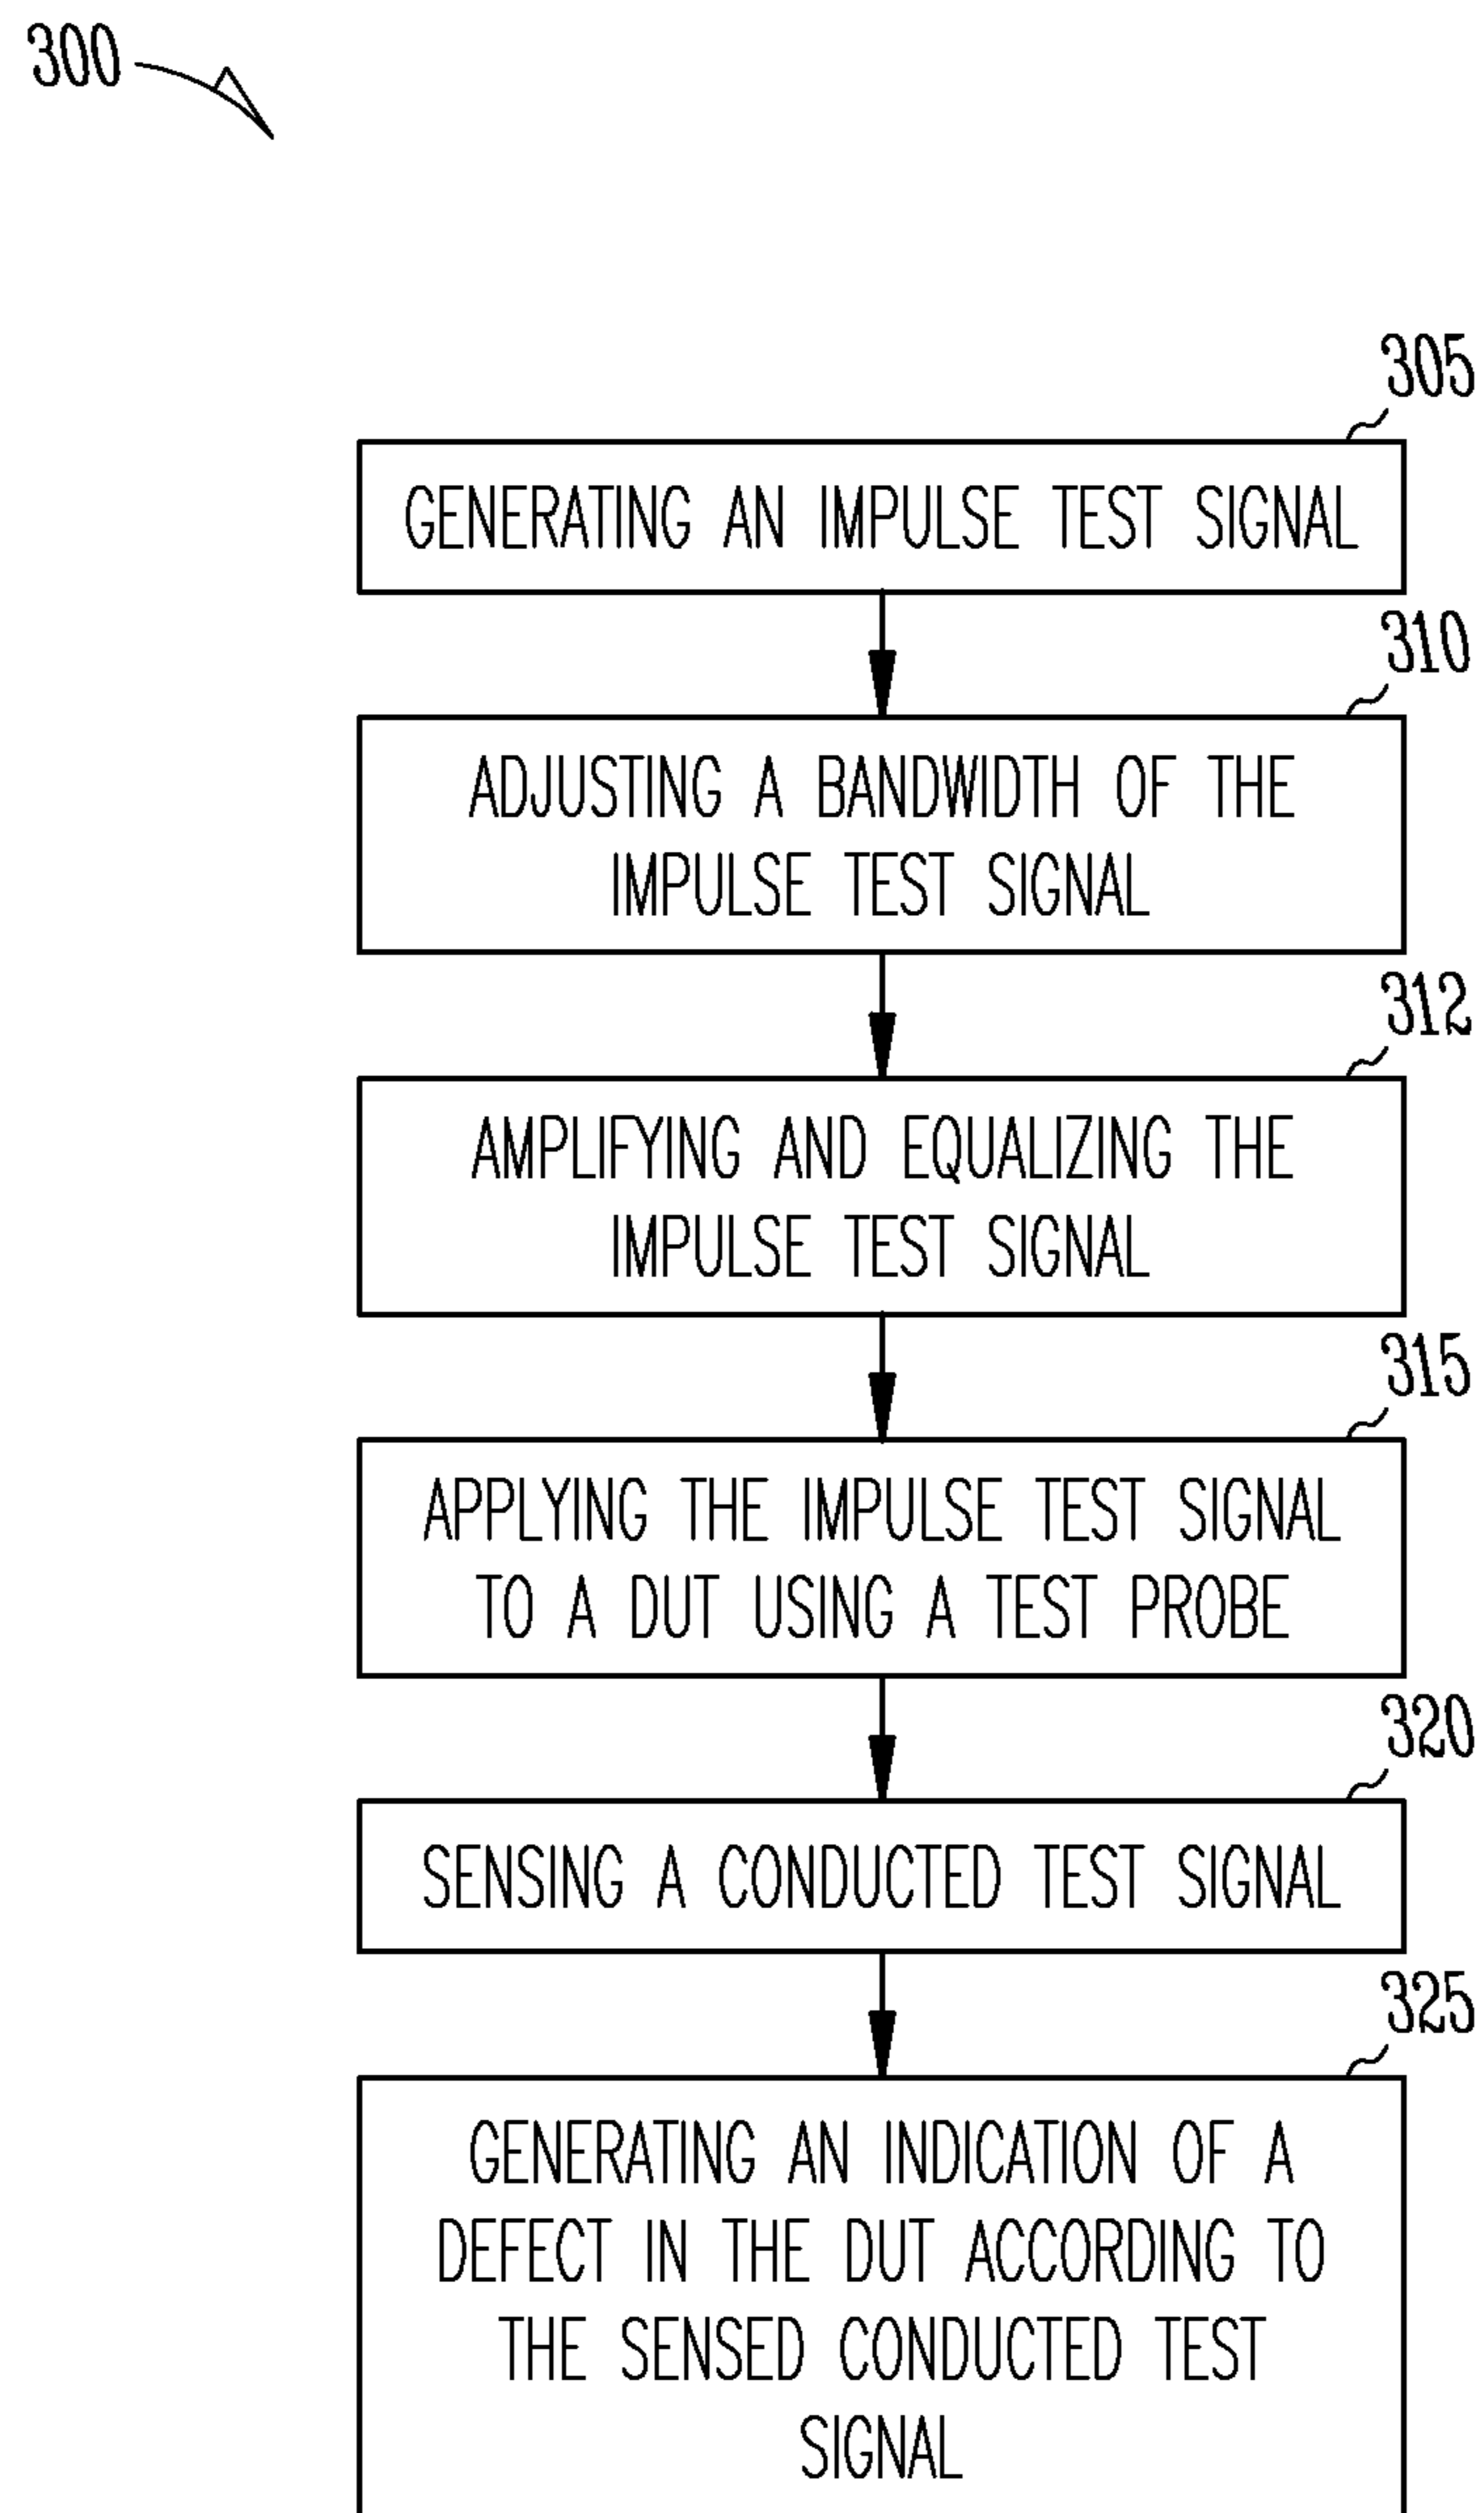 300
305
GENERATING AN IMPULSE TEST SIGNAL
310
ADJUSTING A BANDWIDTH OF THE
IMPULSE TEST SIGNAL
312
AMPLIFYING AND EQUALIZING THE
IMPULSE TEST SIGNAL
315
APPLYING THE IMPULSE TEST SIGNAL
TO A DUT USING A TEST PROBE
320
SENSING A CONDUCTED TEST SIGNAL
325
GENERATING AN INDICATION OF A
DEFECT IN THE DUT ACCORDING TO
THE SENSED CONDUCTED TEST
SIGNAL